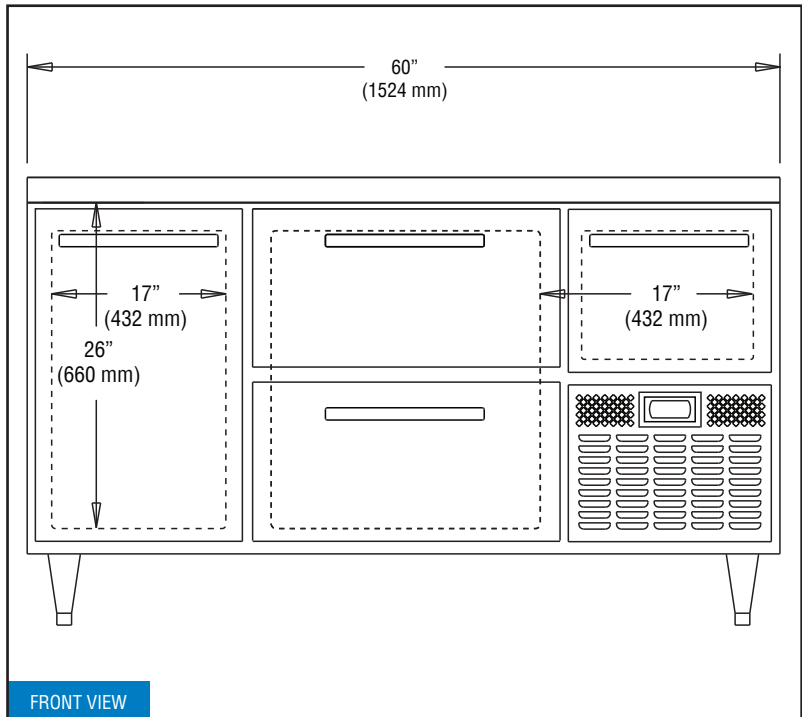 60”
(1524 mm)
17”
(432 mm)
26”
(660 mm)
17”
(432 mm)
FRONT VIEW